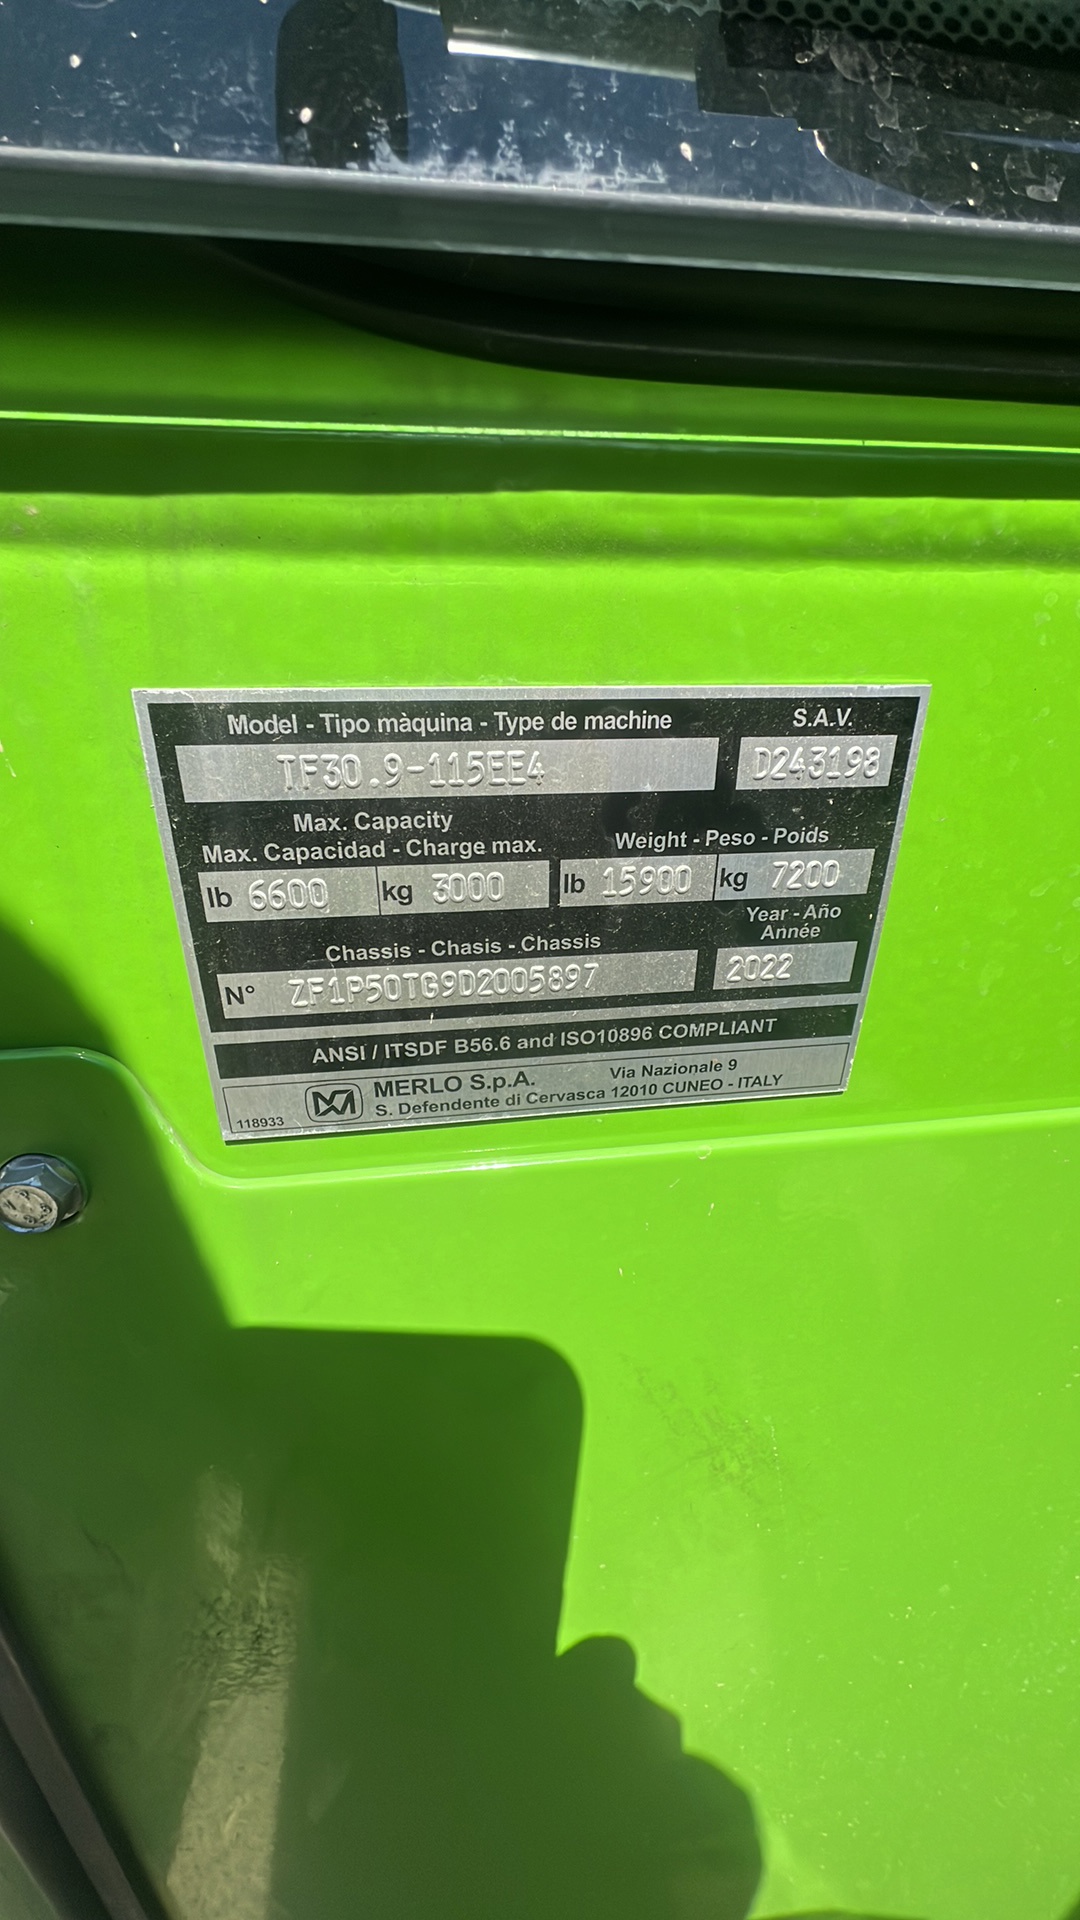 Model - Tipo màquina - Type de machine
S.A.V.
TF30.9-115EE4
D243198
Max. Capacity
Max. Capacidad - Charge max.
Weight - Peso - Poids
lb 6600 kg 3000
lb 15900 kg 7200
Year - Año
Année
Chassis - Chasis - Chassis
N° ZF1P50TG9D2005897
2022
ANSI / ITSDF B56.6 and ISO10896 COMPLIANT
MERLO S.p.A. Via Nazionale 9
S. Defendente di Cervasca 12010 CUNEO - ITALY
118933